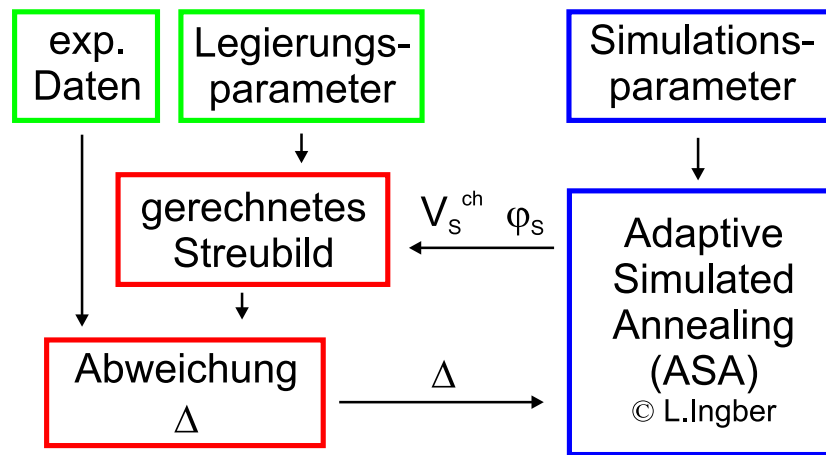 exp.
Daten
Legierungs-
parameter
Simulations-
parameter
gerechnetes
Streubild
V_S^ch φ_S
Adaptive
Simulated
Annealing
(ASA)
© L.Ingber
Abweichung
Δ
Δ